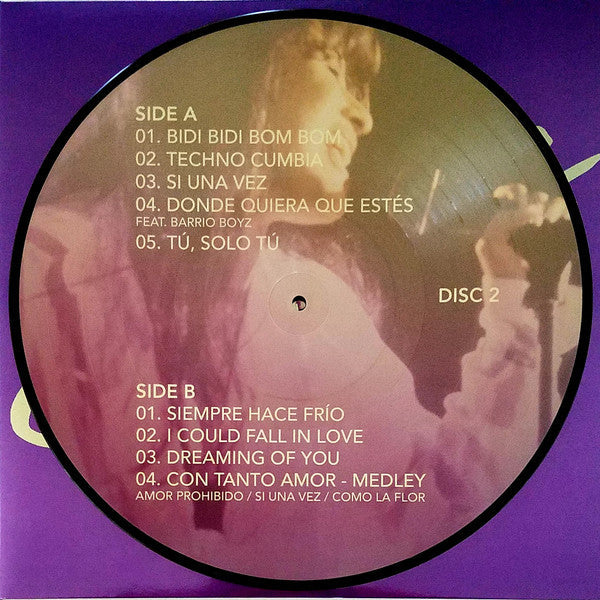 SIDE A
01. BIDI BIDI BOM BOM
02. TECHNO CUMBIA
03. SI UNA VEZ
04. DONDE QUIERA QUE ESTÉS
FEAT. BARRIO BOYZ
05. TÚ, SOLO TÚ
DISC 2
SIDE B
01. SIEMPRE HACE FRÍO
02. I COULD FALL IN LOVE
03. DREAMING OF YOU
04. CON TANTO AMOR - MEDLEY
AMOR PROHIBIDO / SI UNA VEZ / COMO LA FLOR